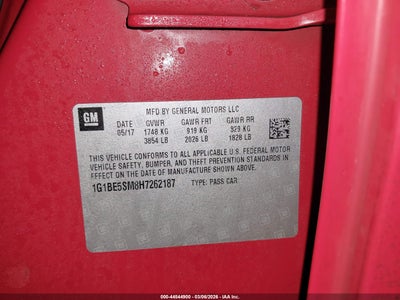 GM
MFD BY GENERAL MOTORS LLC
DATE GVWR GAWR FRT GAWR RR
05/17 1748 KG 919 KG 829 KG
3854 LB 2026 LB 1828 LB
THIS VEHICLE CONFORMS TO ALL APPLICABLE U.S. FEDERAL MOTOR
VEHICLE SAFETY, BUMPER, AND THEFT PREVENTION STANDARDS
IN EFFECT ON THE DATE OF MANUFACTURE SHOWN ABOVE.
1G1BE5SM8H7262187 TYPE: PASS CAR
000-44544900 - 03/06/2026 - IAA Inc.